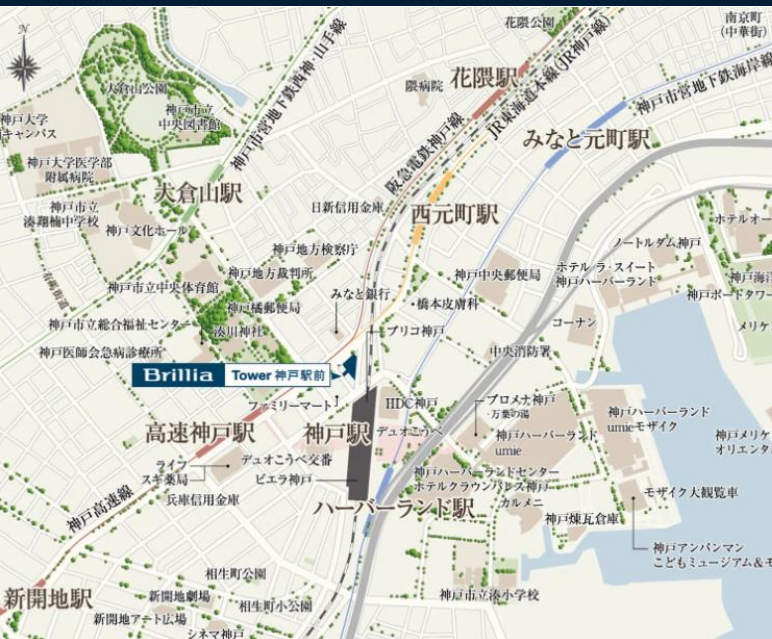 花隈公園
南京町
(中華街)
N
花隈駅
隈病院
JR東海道本線(JR神戸線)
神戸市営地下鉄海岸線
大倉山公園
神戸市立
中央図書館
神戸市営地下鉄西神・山手線
阪急電鉄神戸線
みなと元町駅
神戸大学
神戸大学医学部
附属病院
大倉山駅
日新信用金庫
西元町駅
神戸市立
湊翔楠中学校
神戸文化ホール
神戸地方検察庁
神戸地方裁判所
神戸中央郵便局
ノートルダム神戸
ホテル ラ・スイート
神戸ハーバーランド
ホテルオー
神戸海洋
神戸ポートタワー
メリケ
有馬街道
神戸市立中央体育館
みなと銀行
橋本皮膚科
神戸橘郵便局
神戸市立総合福祉センター
湊川神社
プリコ神戸
コーナン
神戸医師会急病診療所
中央消防署
Brillia Tower 神戸駅前
ファミリーマート
HDC神戸
プロメナ神戸
・万葉の湯
神戸ハーバーランド
umieモザイク
高速神戸駅
神戸駅
デュオこうべ
神戸ハーバーランド
umie
神戸メリケ
オリエンタ
ライフ
スギ薬局
デュオこうべ交番
ビエラ神戸
神戸ハーバーランドセンター
ホテルクラウンパレス神戸
カルメニ
モザイク大観覧車
兵庫信用金庫
神戸高速線
ハーバーランド駅
神戸煉瓦倉庫
神戸アンパンマン
こどもミュージアム&モ
相生町公園
新開地駅
新開地劇場
相生町小公園
神戸市立湊小学校
新開地アート広場
シネマ神戸